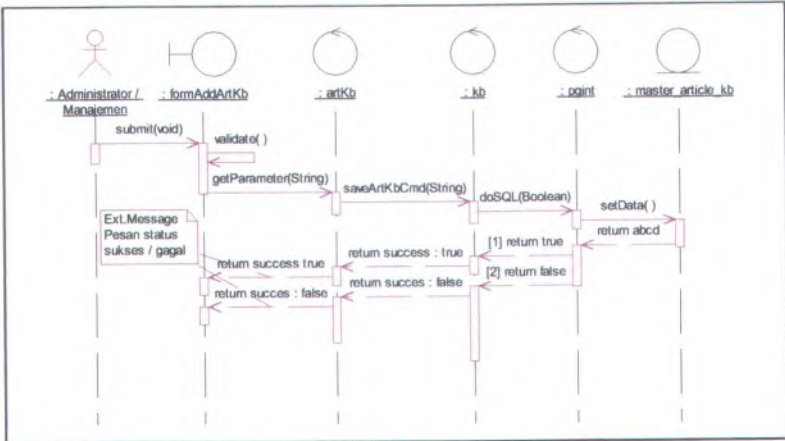 : Administrator /
Manajemen
: formAddArtKb
: artKb
: kb
: pgint
: master_article_kb
submit(void)
validate( )
getParameter(String)
saveArtKbCmd(String)
doSQL(Boolean)
setData( )
return abcd
Ext.Message
Pesan status
sukses / gagal
[1] return true
return success : true
return success true
[2] return false
return succes : false
return succes : false